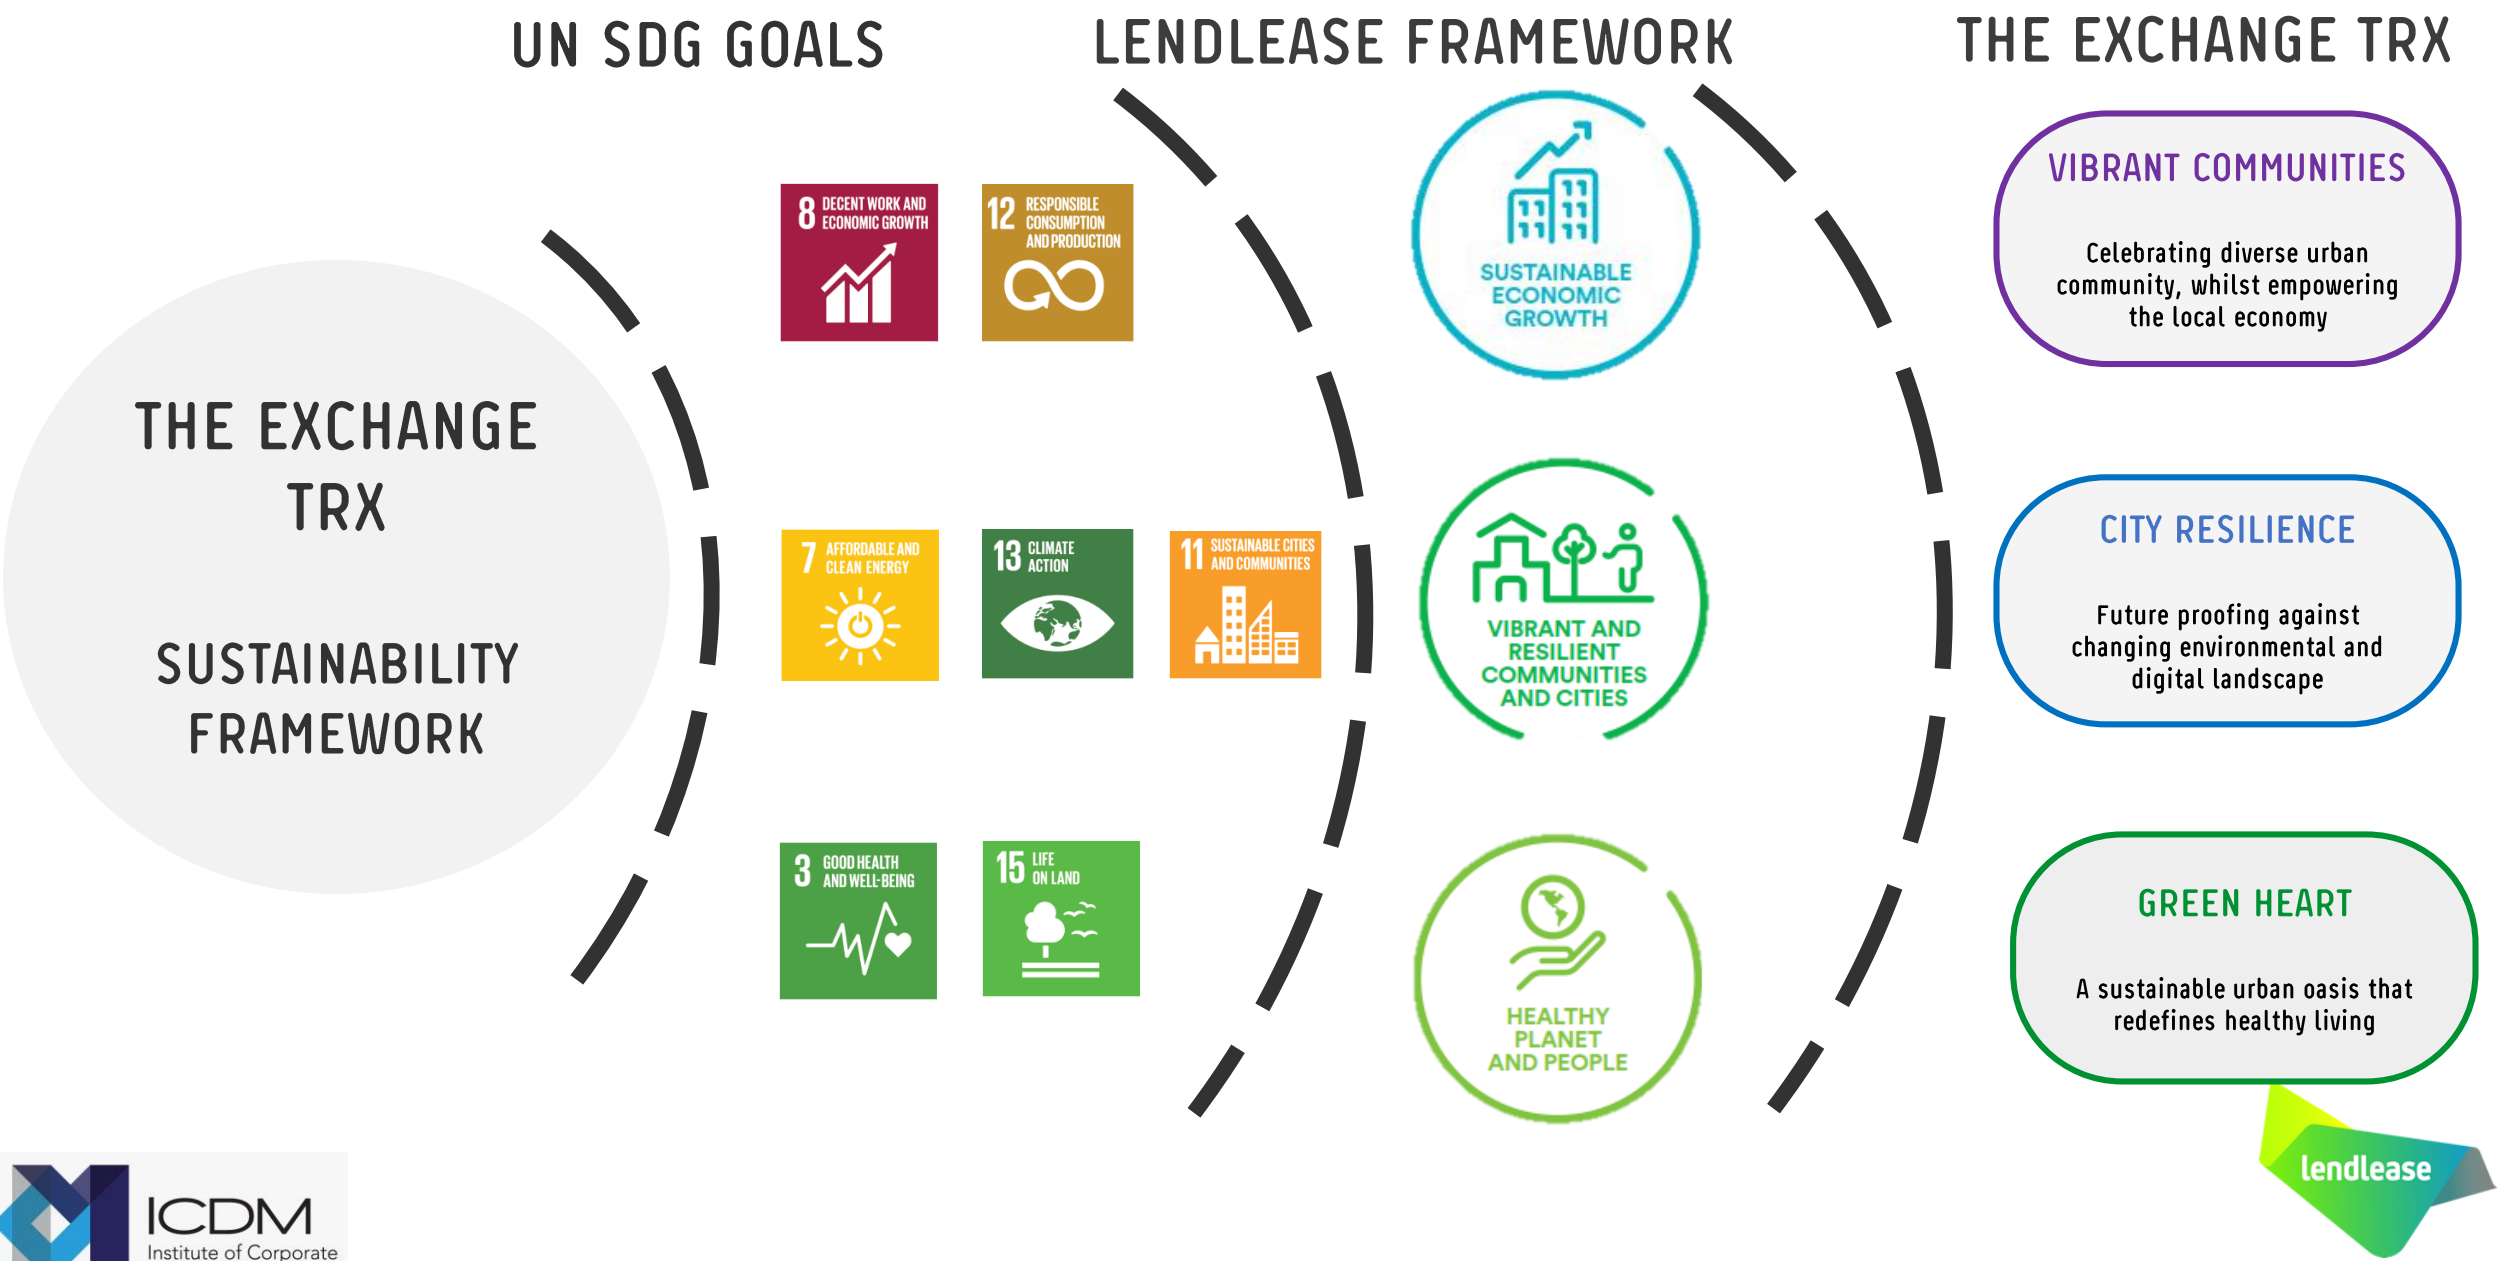 UN SDG GOALS
LENDLEASE FRAMEWORK
THE EXCHANGE TRX
THE EXCHANGE
TRX
SUSTAINABILITY
FRAMEWORK
8 DECENT WORK AND
ECONOMIC GROWTH
12 RESPONSIBLE
CONSUMPTION
AND PRODUCTION
SUSTAINABLE
ECONOMIC
GROWTH
VIBRANT COMMUNITIES
Celebrating diverse urban
community, whilst empowering
the local economy
7 AFFORDABLE AND
CLEAN ENERGY
13 CLIMATE
ACTION
11 SUSTAINABLE CITIES
AND COMMUNITIES
VIBRANT AND
RESILIENT
COMMUNITIES
AND CITIES
CITY RESILIENCE
Future proofing against
changing environmental and
digital landscape
3 GOOD HEALTH
AND WELL-BEING
15 LIFE
ON LAND
HEALTHY
PLANET
AND PEOPLE
GREEN HEART
A sustainable urban oasis that
redefines healthy living
ICDM
Institute of Corporate
lendlease